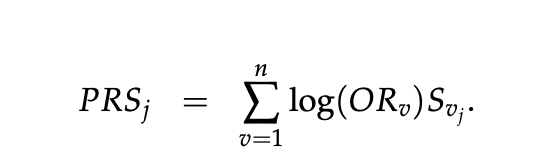 $PRS_j = \sum_{v=1}^{n} \log(OR_v) S_{v_j}.$